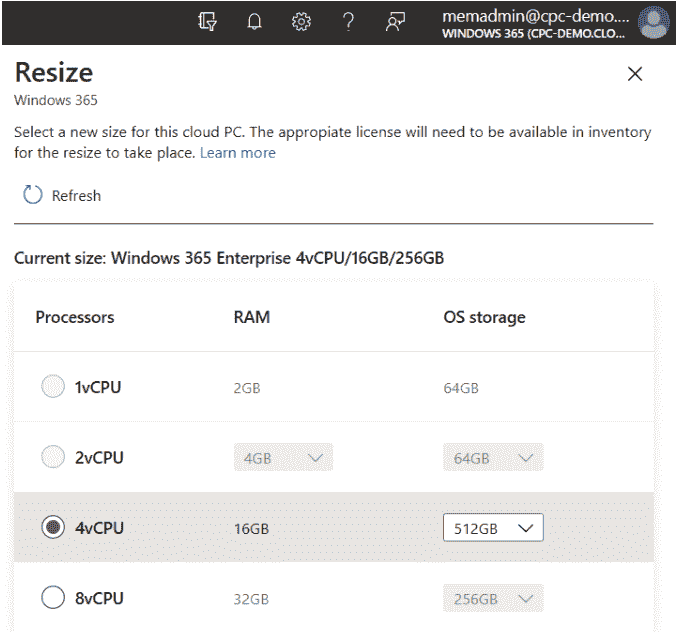 memadmin@cpc-demo....
WINDOWS 365 (CPC-DEMO.CLO...
Resize
Windows 365
Select a new size for this cloud PC. The appropiate license will need to be available in inventory
for the resize to take place. Learn more
Refresh
Current size: Windows 365 Enterprise 4vCPU/16GB/256GB
Processors RAM OS storage
1vCPU 2GB 64GB
2vCPU 4GB 64GB
4vCPU 16GB 512GB
8vCPU 32GB 256GB